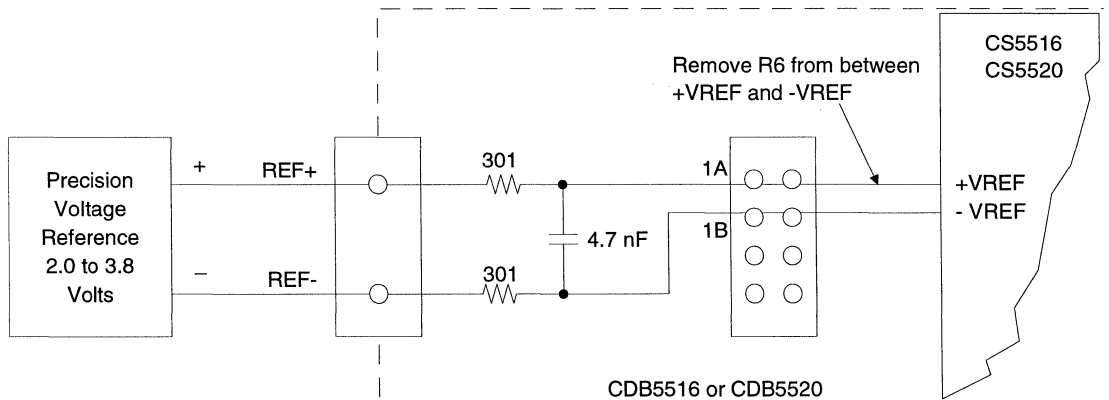 CS5516
CS5520
Remove R6 from between
+VREF and -VREF
Precision
Voltage
Reference
2.0 to 3.8
Volts
+
REF+
301
1A
+VREF
- VREF
1B
4.7 nF
–
REF-
301
CDB5516 or CDB5520